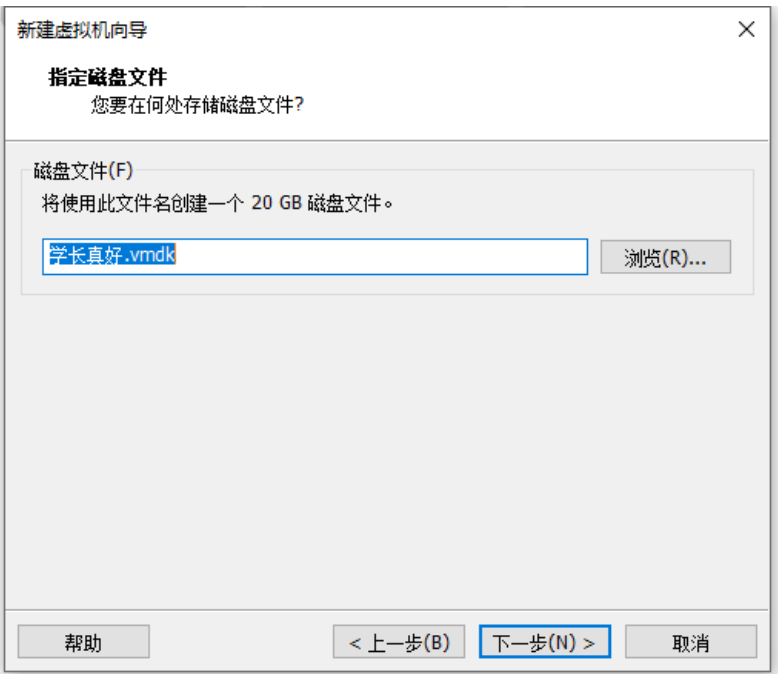 新建虚拟机向导
指定磁盘文件
您要在何处存储磁盘文件?
磁盘文件(F)
将使用此文件名创建一个 20 GB 磁盘文件。
学长真好.vmdk
浏览(R)...
帮助
< 上一步(B)
下一步(N) >
取消